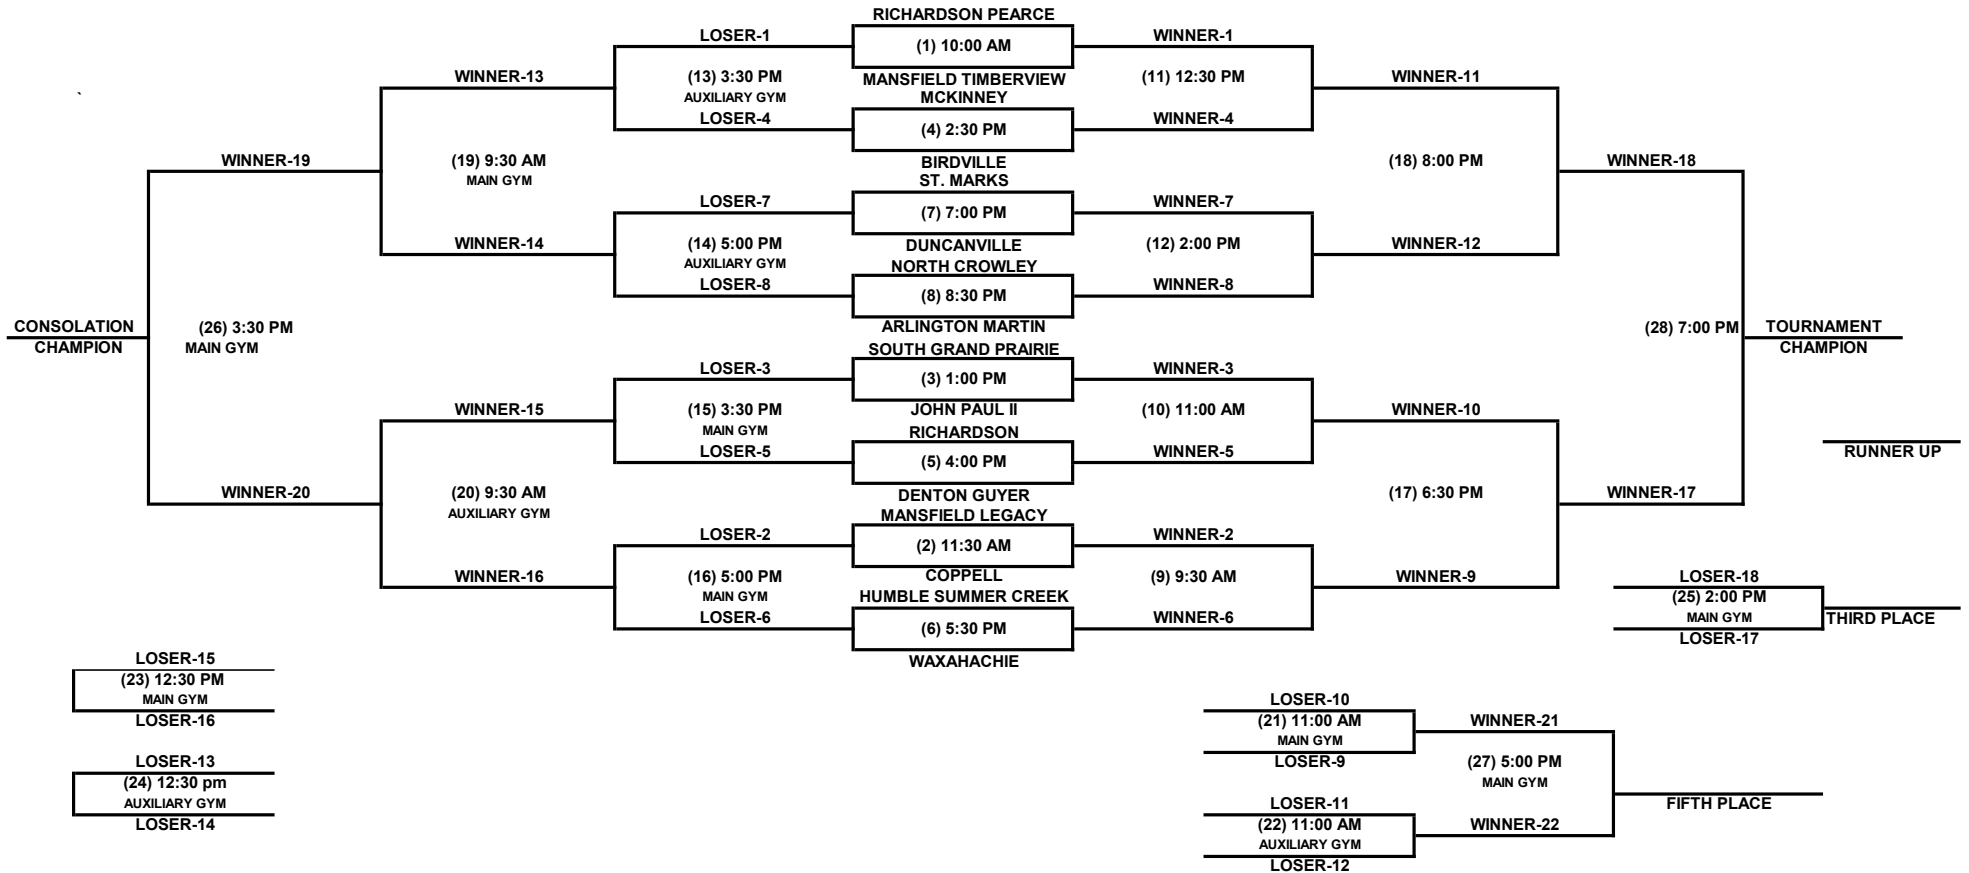 RICHARDSON PEARCE
LOSER-1 (1) 10:00 AM WINNER-1
WINNER-13 (13) 3:30 PM MANSFIELD TIMBERVIEW (11) 12:30 PM WINNER-11
` AUXILIARY GYM MCKINNEY
LOSER-4 (4) 2:30 PM WINNER-4
WINNER-19 (19) 9:30 AM BIRDVILLE (18) 8:00 PM WINNER-18
MAIN GYM ST. MARKS
LOSER-7 (7) 7:00 PM WINNER-7
WINNER-14 (14) 5:00 PM DUNCANVILLE (12) 2:00 PM WINNER-12
AUXILIARY GYM NORTH CROWLEY
LOSER-8 (8) 8:30 PM WINNER-8
CONSOLATION (26) 3:30 PM ARLINGTON MARTIN (28) 7:00 PM TOURNAMENT
CHAMPION MAIN GYM SOUTH GRAND PRAIRIE CHAMPION
LOSER-3 (3) 1:00 PM WINNER-3
WINNER-15 (15) 3:30 PM JOHN PAUL II (10) 11:00 AM WINNER-10
MAIN GYM RICHARDSON
LOSER-5 (5) 4:00 PM WINNER-5 RUNNER UP
WINNER-20 (20) 9:30 AM DENTON GUYER (17) 6:30 PM WINNER-17
AUXILIARY GYM MANSFIELD LEGACY
LOSER-2 (2) 11:30 AM WINNER-2
WINNER-16 (16) 5:00 PM COPPELL (9) 9:30 AM WINNER-9 LOSER-18
MAIN GYM HUMBLE SUMMER CREEK (25) 2:00 PM
LOSER-6 (6) 5:30 PM WINNER-6 MAIN GYM THIRD PLACE
LOSER-17
LOSER-15 WAXAHACHIE
(23) 12:30 PM
MAIN GYM LOSER-10
LOSER-16 (21) 11:00 AM WINNER-21
MAIN GYM
LOSER-13 LOSER-9 (27) 5:00 PM
(24) 12:30 pm MAIN GYM
AUXILIARY GYM LOSER-11 FIFTH PLACE
LOSER-14 (22) 11:00 AM WINNER-22
AUXILIARY GYM
LOSER-12